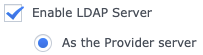 Enable LDAP Server
As the Provider server